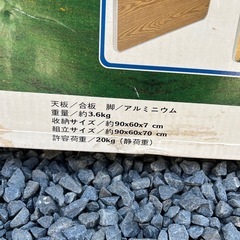 天板／合板　脚／アルミニウム
重量／約3.6kg
収納サイズ／約90x60x7 cm
組立サイズ／約90x60x70 cm
許容荷重／20kg（静荷重）